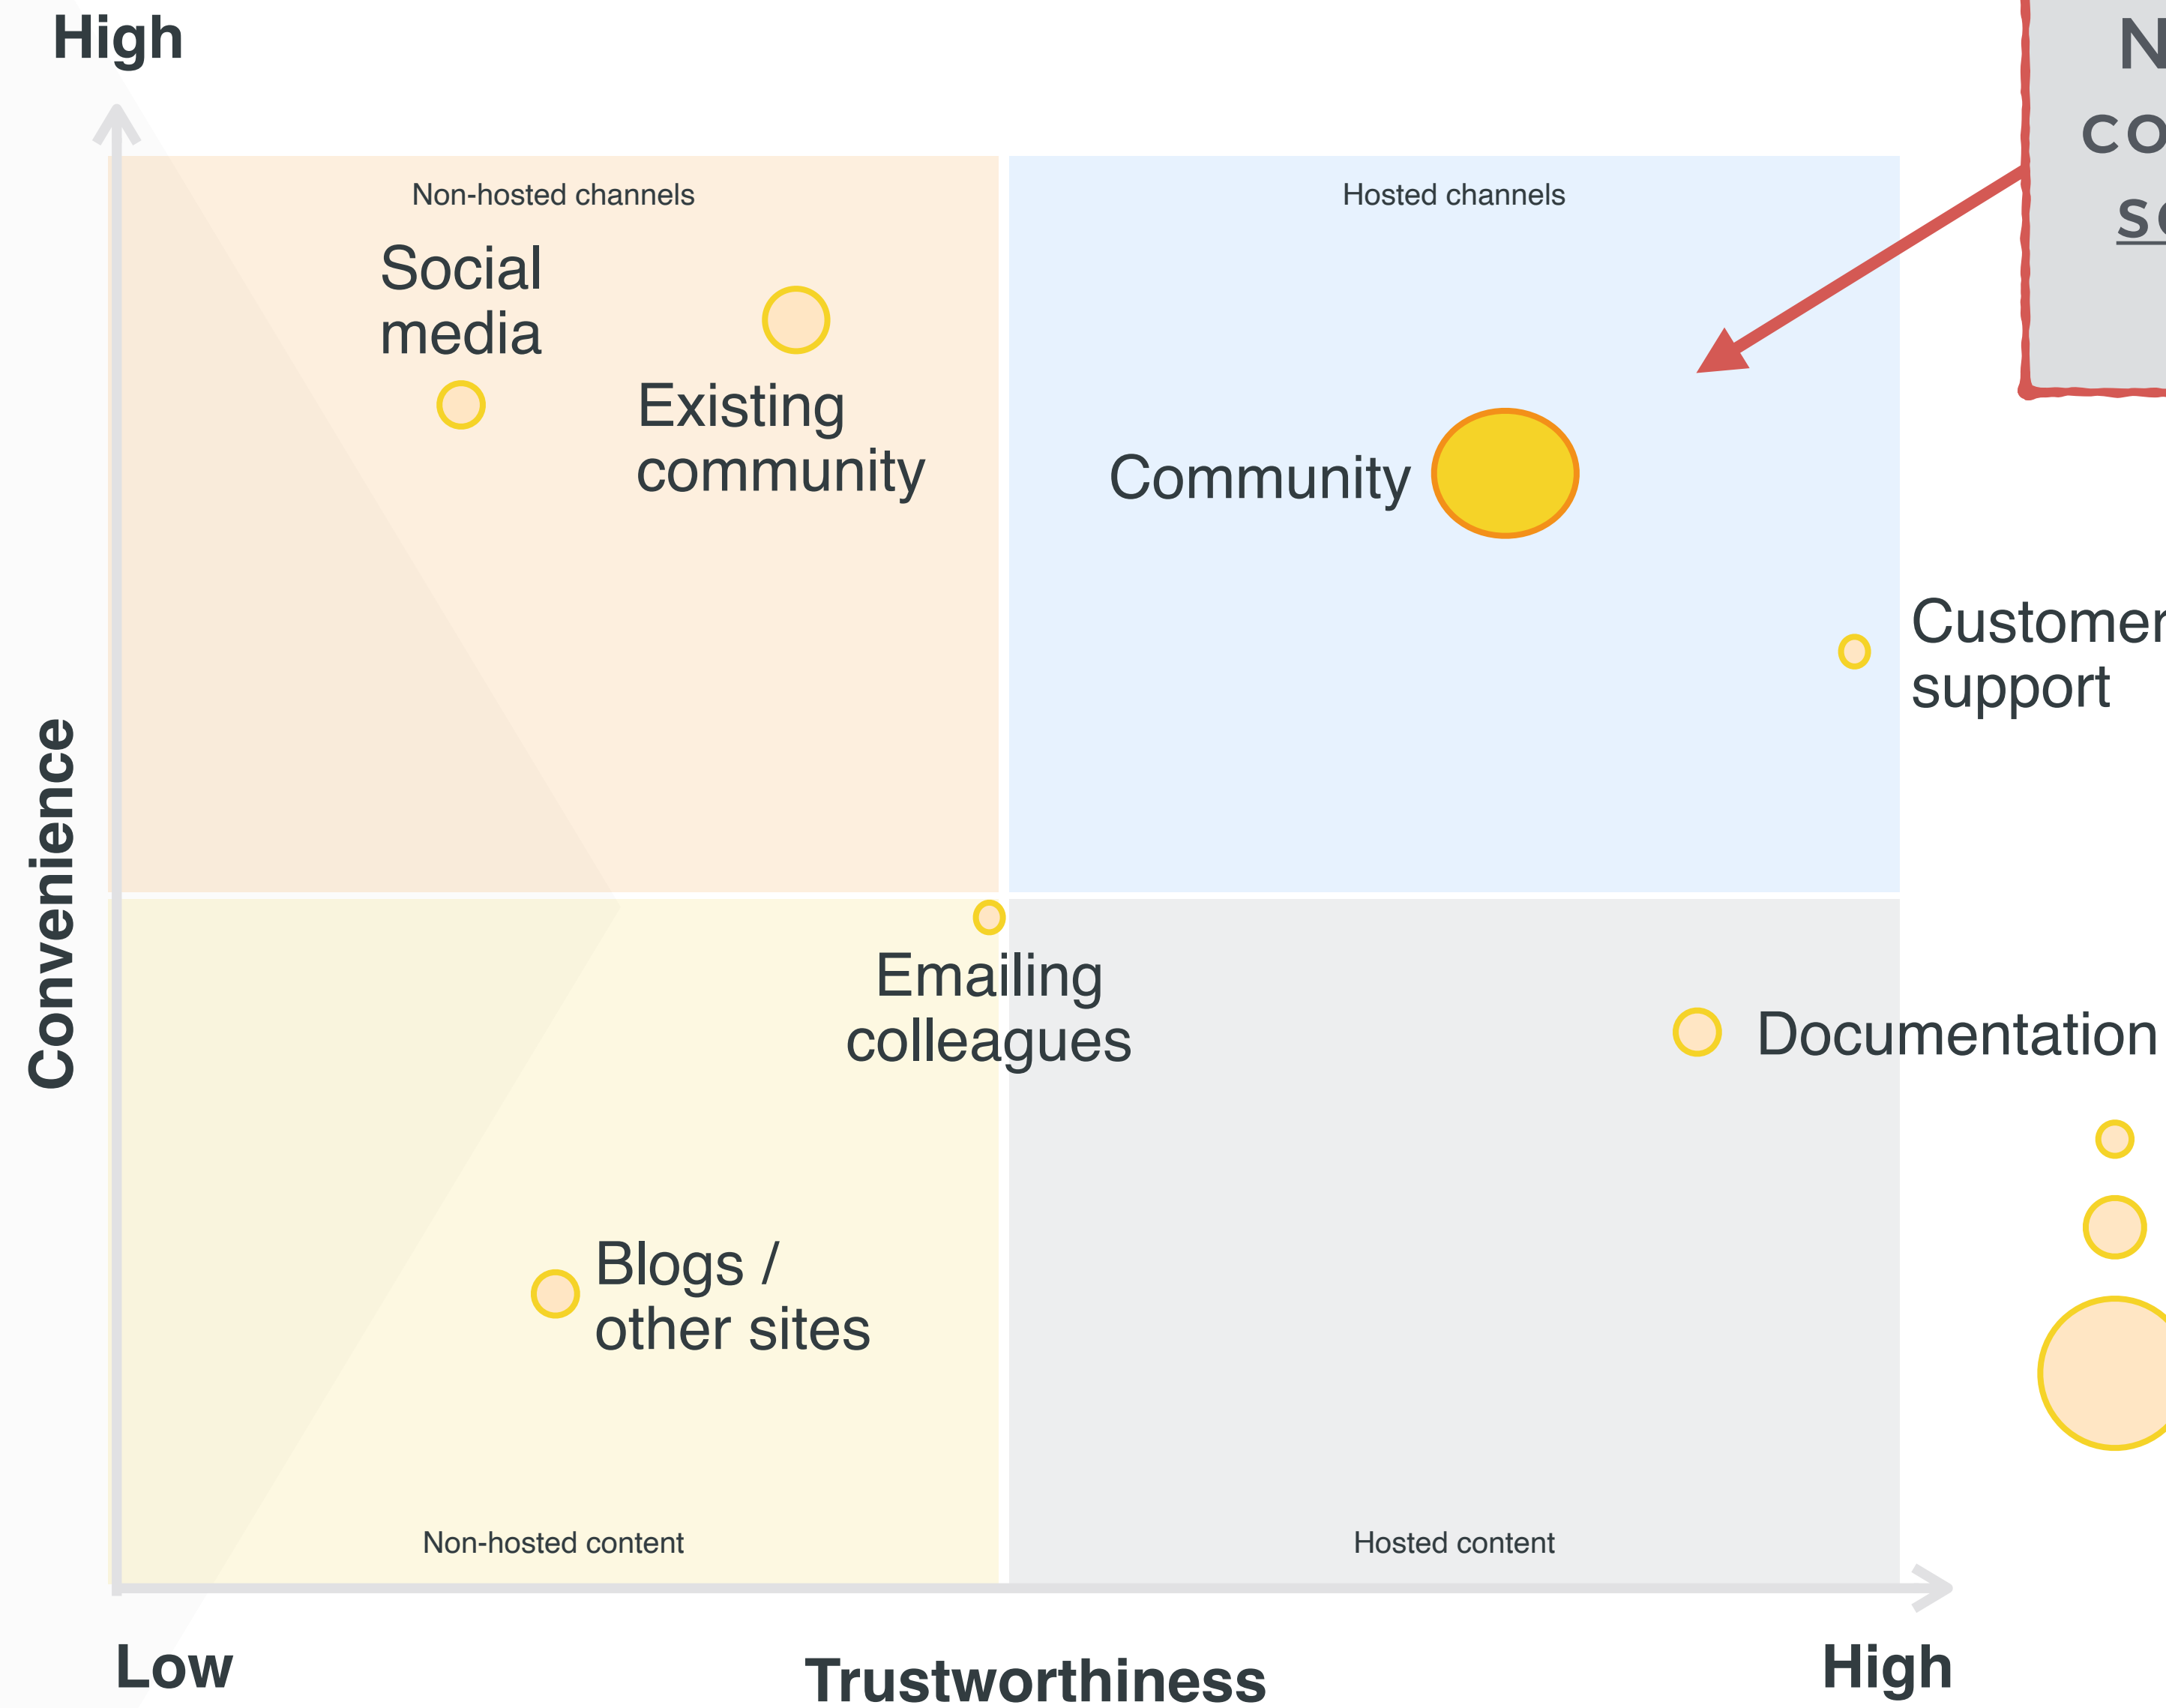 High
Non-hosted channels
Hosted channels
Social
media
Existing
community
Community
Customer
support
Convenience
Emailing
colleagues
Documentation
Blogs /
other sites
Non-hosted content
Hosted content
Low
Trustworthiness
High